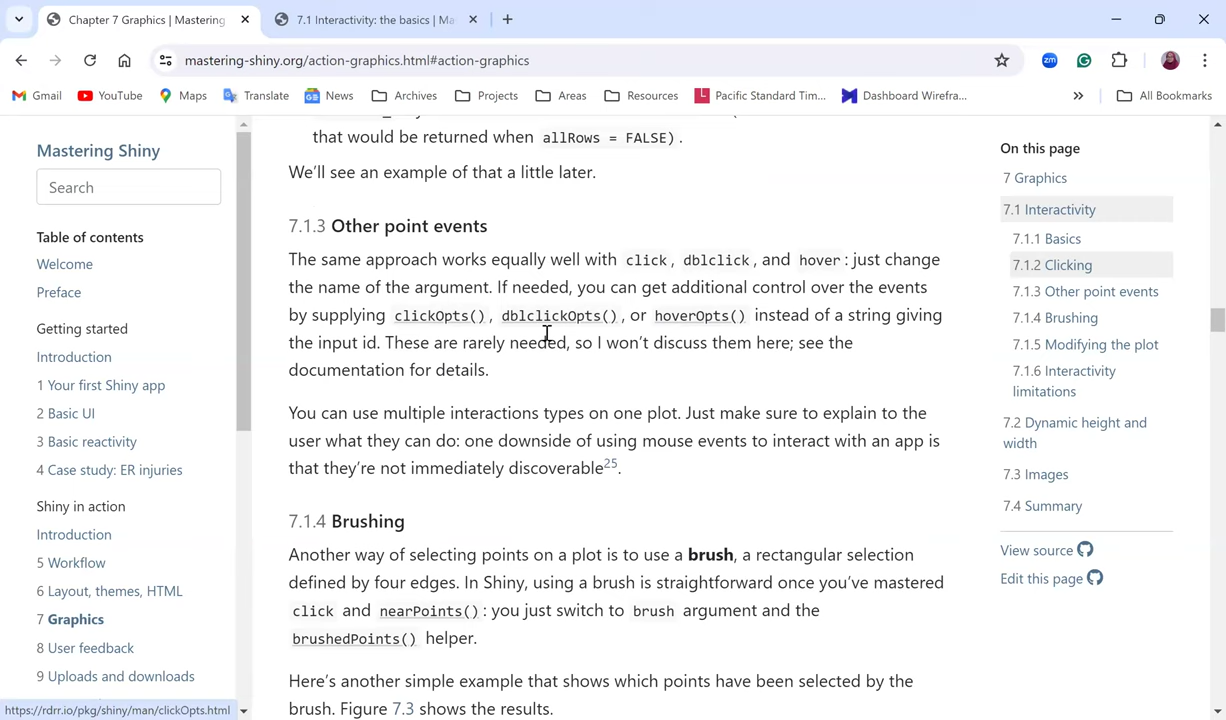 Chapter 7 Graphics | Mastering
7.1 Interactivity: the basics | Ma
mastering-shiny.org/action-graphics.html#action-graphics
zm
Gmail YouTube Maps Translate News Archives Projects Areas Resources Pacific Standard Tim... Dashboard Wirefra... All Bookmarks
Mastering Shiny
Search
Table of contents
Welcome
Preface
Getting started
Introduction
1 Your first Shiny app
2 Basic UI
3 Basic reactivity
4 Case study: ER injuries
Shiny in action
Introduction
5 Workflow
6 Layout, themes, HTML
7 Graphics
8 User feedback
9 Uploads and downloads
https://rdrr.io/pkg/shiny/man/clickOpts.html
that would be returned when allRows = FALSE).
We’ll see an example of that a little later.
7.1.3 Other point events
The same approach works equally well with click, dblclick, and hover: just change
the name of the argument. If needed, you can get additional control over the events
by supplying clickOpts(), dblclickOpts(), or hoverOpts() instead of a string giving
the input id. These are rarely needed, so I won’t discuss them here; see the
documentation for details.
You can use multiple interactions types on one plot. Just make sure to explain to the
user what they can do: one downside of using mouse events to interact with an app is
that they’re not immediately discoverable25.
7.1.4 Brushing
Another way of selecting points on a plot is to use a brush, a rectangular selection
defined by four edges. In Shiny, using a brush is straightforward once you’ve mastered
click and nearPoints(): you just switch to brush argument and the
brushedPoints() helper.
Here’s another simple example that shows which points have been selected by the
brush. Figure 7.3 shows the results.
On this page
7 Graphics
7.1 Interactivity
7.1.1 Basics
7.1.2 Clicking
7.1.3 Other point events
7.1.4 Brushing
7.1.5 Modifying the plot
7.1.6 Interactivity
limitations
7.2 Dynamic height and
width
7.3 Images
7.4 Summary
View source
Edit this page